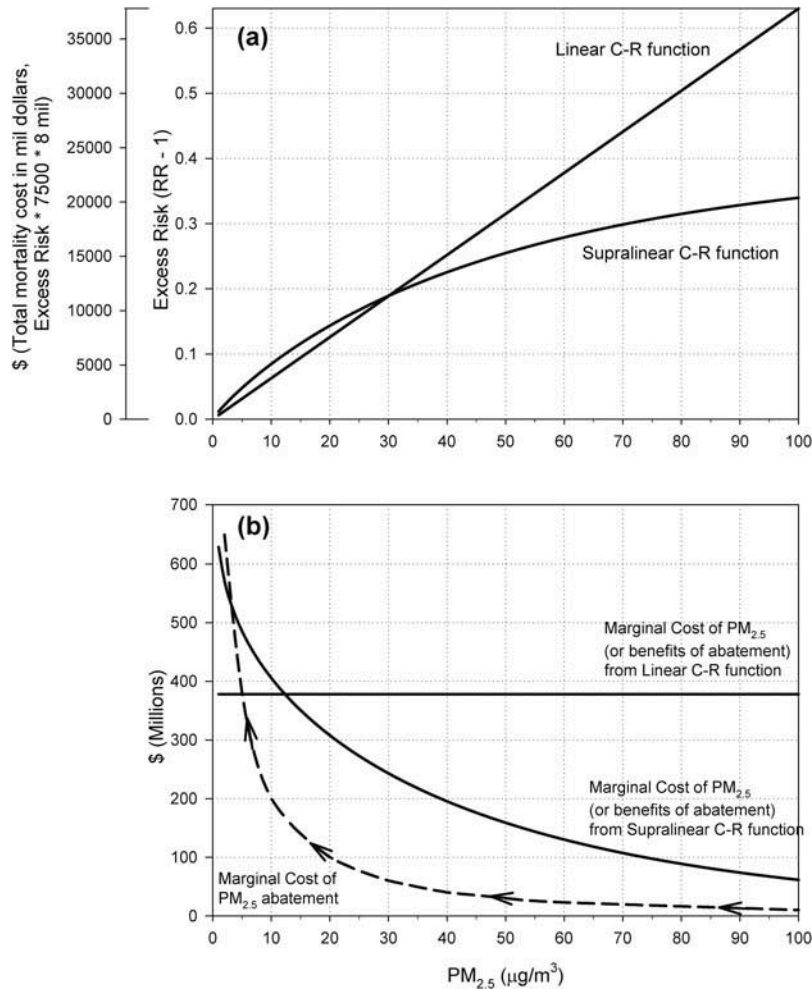 (a)
Linear C-R function
Supralinear C-R function
$ (Total mortality cost in mil dollars,
Excess Risk * 7500 * 8 mil)
35000
30000
25000
20000
15000
10000
5000
0
Excess Risk (RR - 1)
0.6
0.5
0.4
0.3
0.2
0.1
0.0
0 10 20 30 40 50 60 70 80 90 100
(b)
$ (Millions)
700
600
500
400
300
200
100
0
Marginal Cost of PM2.5
(or benefits of abatement)
from Linear C-R function
Marginal Cost of PM2.5
(or benefits of abatement)
from Supralinear C-R function
Marginal Cost of
PM2.5 abatement
0 10 20 30 40 50 60 70 80 90 100
PM2.5 (μg/m3)